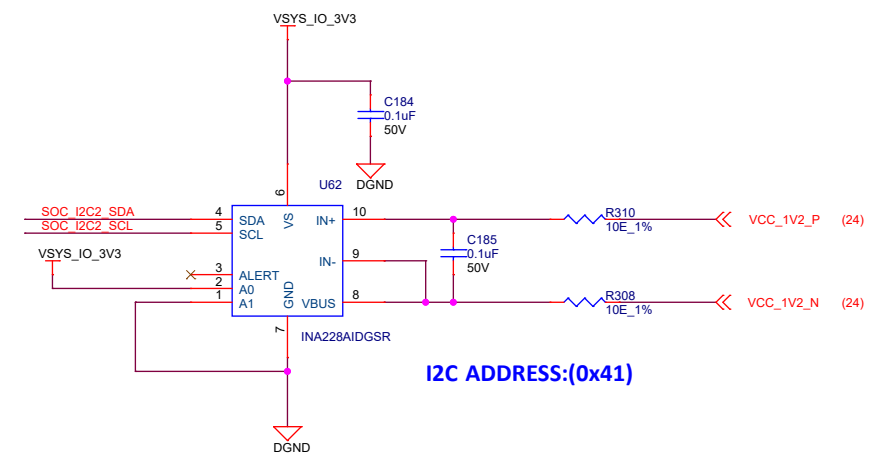 VSYS_IO_3V3
C184
0.1uF
50V
DGND
6
U62
SOC_I2C2_SDA 4 SDA VS IN+ 10 R310 VCC_1V2_P (24)
SOC_I2C2_SCL 5 SCL 10E_1%
C185
0.1uF
50V
VSYS_IO_3V3
IN- 9
3 ALERT
2 A0
1 A1 GND VBUS 8 R308 VCC_1V2_N (24)
10E_1%
7
INA228AIDGSR
I2C ADDRESS:(0x41)
DGND